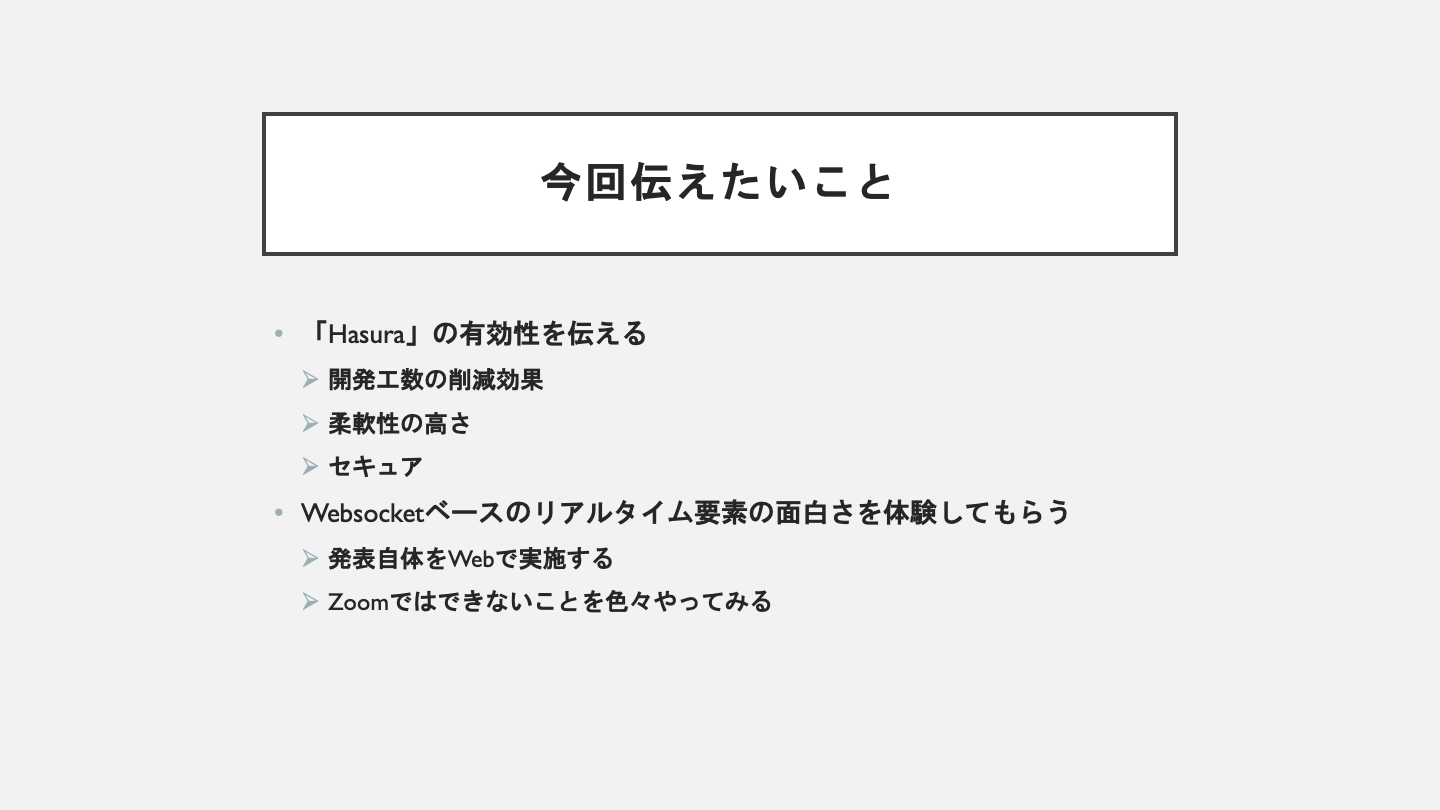 今回伝えたいこと
• 「Hasura」の有効性を伝える
➢ 開発工数の削減効果
➢ 柔軟性の高さ
➢ セキュア
• Websocketベースのリアルタイム要素の面白さを体験してもらう
➢ 発表自体をWebで実施する
➢ Zoomではできないことを色々やってみる